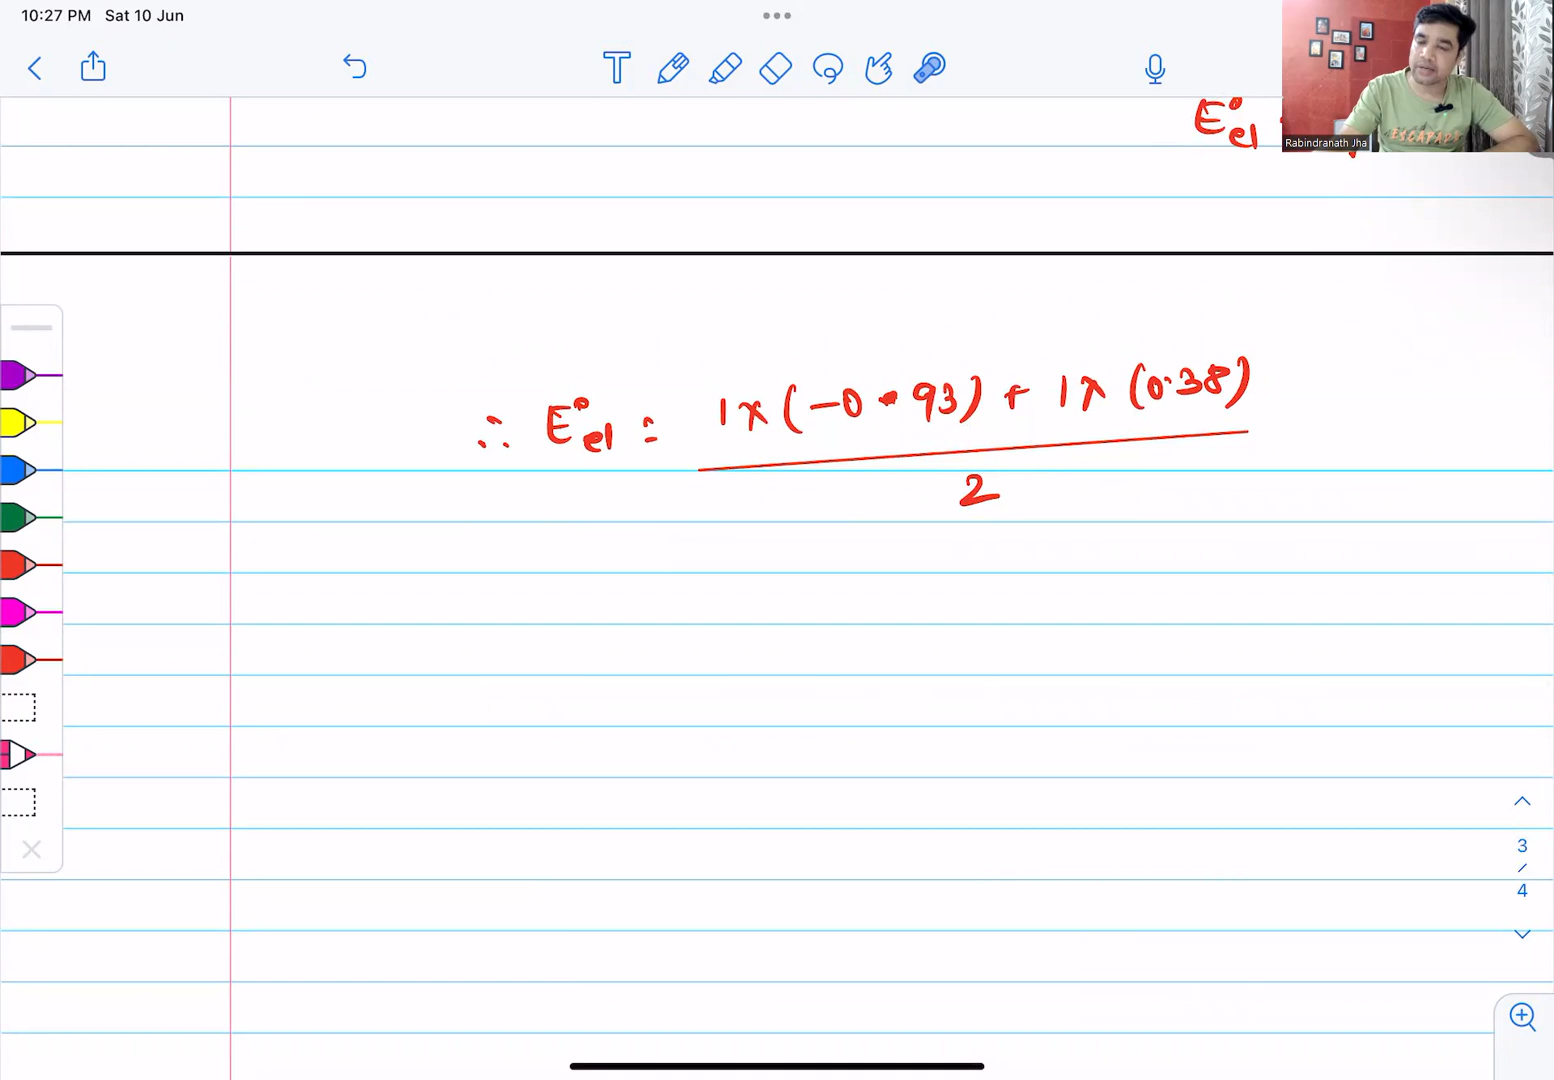 10:27 PM Sat 10 Jun
T
E°el
ESCAPADE
Rabindranath Jha
∴ E°el = 1x(-0.93) + 1x(0.38)
2
3
/
4